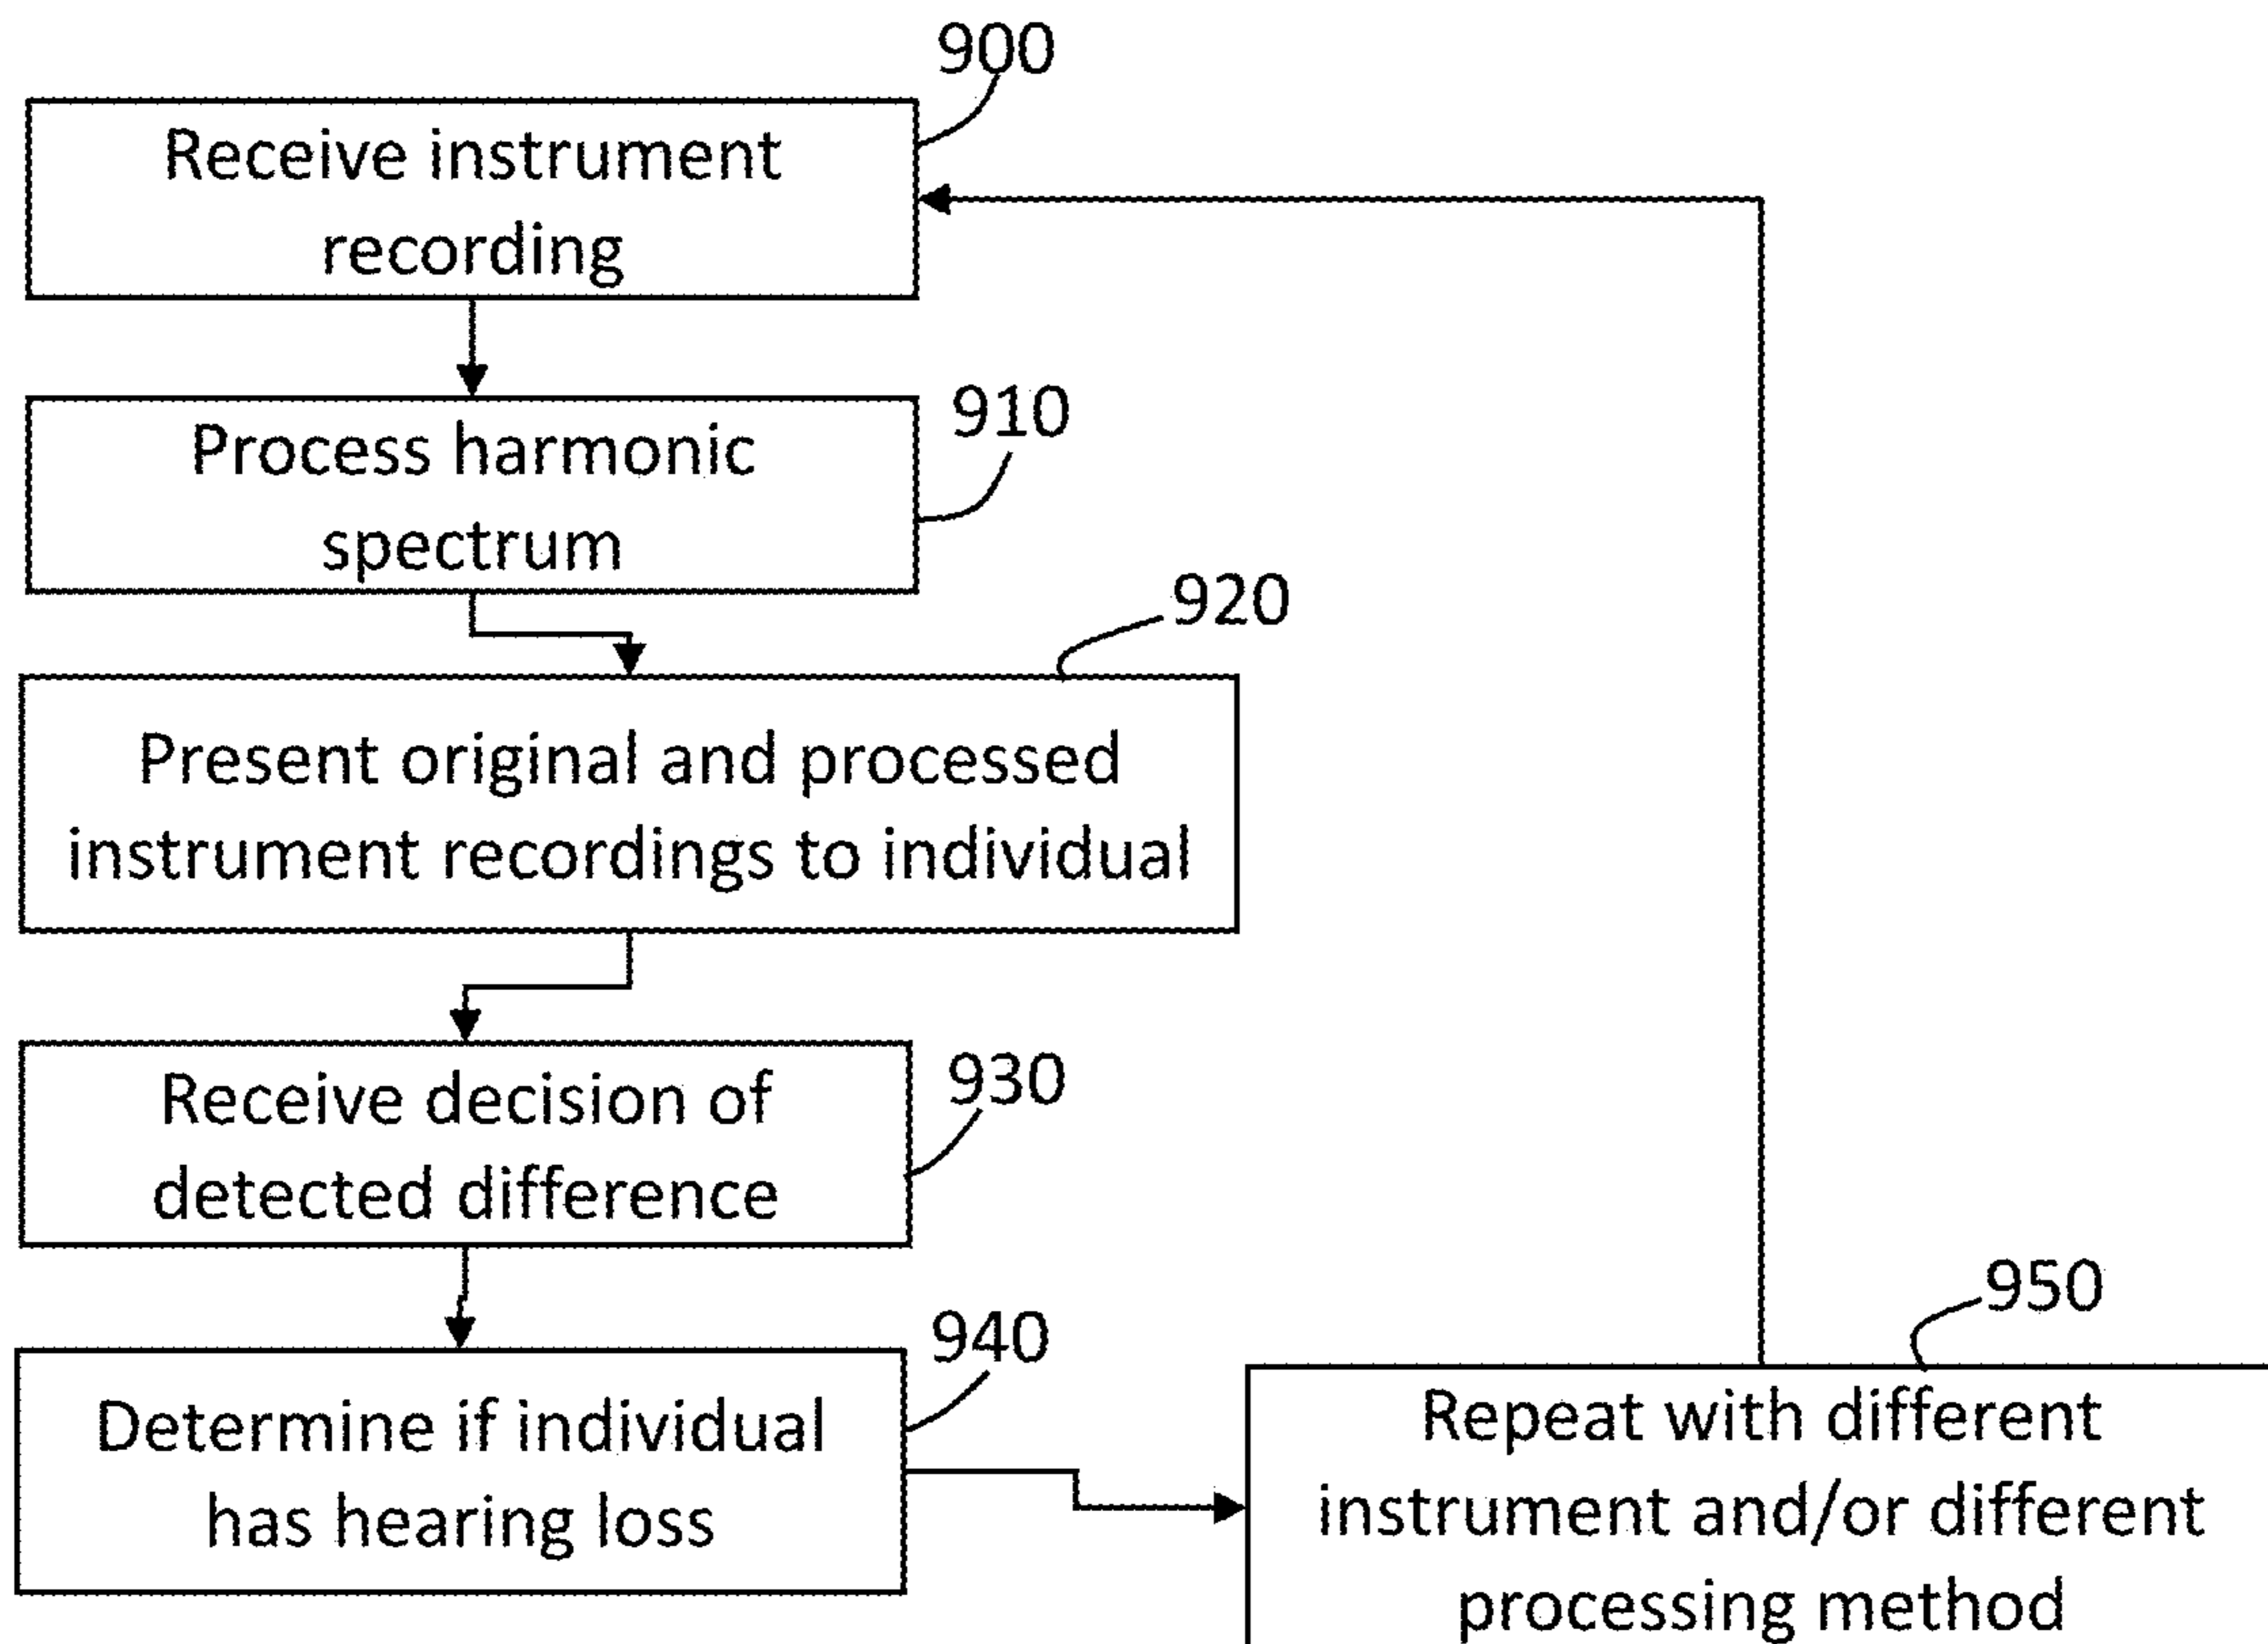 900
Receive instrument
recording
910
Process harmonic
spectrum
920
Present original and processed
instrument recordings to individual
930
Receive decision of
detected difference
940
Determine if individual
has hearing loss
950
Repeat with different
instrument and/or different
processing method